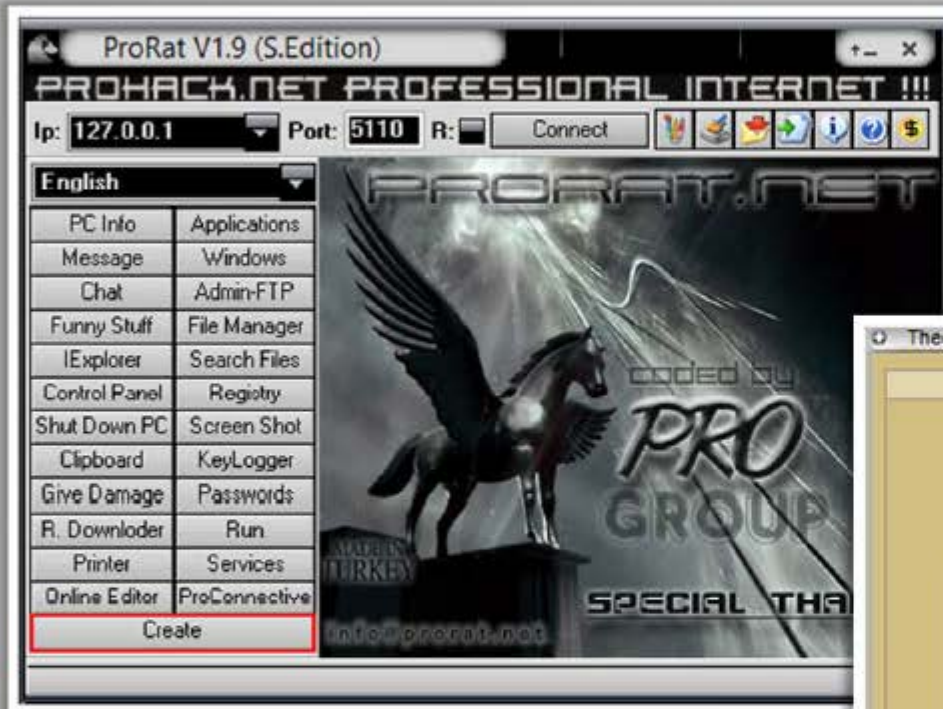 ProRat V1.9 (S.Edition)
PROHACK.NET PROFESSIONAL INTERNET !!!
Ip: 127.0.0.1 Port: 5110 R: Connect
English
PC Info Applications
Message Windows
Chat Admin-FTP
Funny Stuff File Manager
IExplorer Search Files
Control Panel Registry
Shut Down PC Screen Shot
Clipboard KeyLogger
Give Damage Passwords
R. Downloder Run
Printer Services
Online Editor ProConnective
Create
PRORAT.NET
CODED BY
PRO
GROUP
MADE IN
TURKEY
SPECIAL THA
info@prorat.net
The